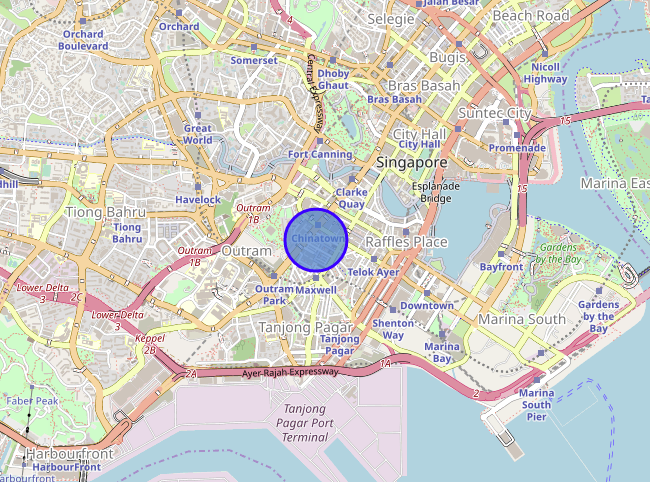 Jalan Besar
Beach Road
Selegie
Orchard
Orchard
Boulevard
Somerset
Bugis
Nicoll
Highway
Dhoby
Ghaut
Central Expressway
Bras Basah
Bras Basah
Suntec City
15
4
Great
World
City Hall
City Hall
Promenade
Fort Canning
Singapore
Clarke
Quay
Esplanade
Bridge
15
Marina Eas
Havelock
Outram
1B
Tiong Bahru
Tiong
Bahru
Chinatown
Raffles Place
Outram
1B
Outram
Gardens
by the Bay
Bayfront
Telok Ayer
Lower Delta
3
2C
Outram
Park
Maxwell
Downtown
Gardens
by the
Bay
Lower Delta
3
Shenton
Way
Marina South
Tanjong Pagar
Keppel
2B
Tanjong
Pagar
Marina
Bay
1A
2A
Ayer Rajah Expressway
2
Marina
South
Pier
Faber Peak
Tanjong
Pagar Port
Terminal
Harbourfront
HarbourFront